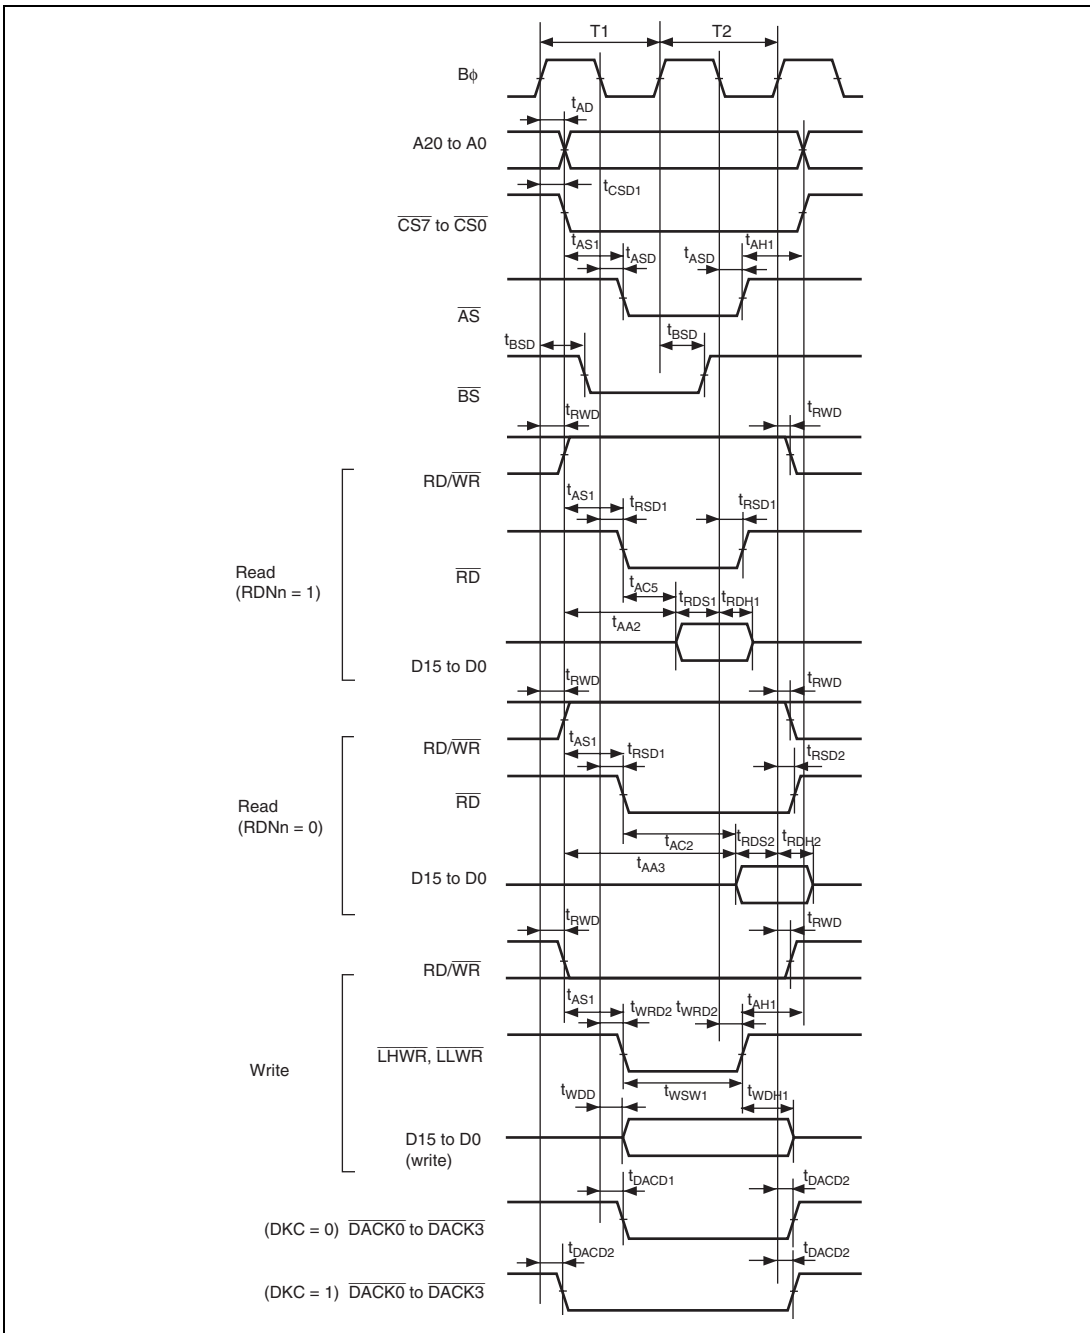 T1 T2
Bϕ
tAD
A20 to A0
tCSD1
CS7 to CS0
tAS1 tASD tASD tAH1
AS
tBSD tBSD
BS
tRWD tRWD
RD/WR
tAS1 tRSD1 tRSD1
RD
Read
(RDNn = 1)
tAC5
tRDS1 tRDH1
tAA2
D15 to D0
tRWD tRWD
RD/WR
tAS1 tRSD1 tRSD2
RD
Read
(RDNn = 0)
tAC2 tRDS2 tRDH2
tAA3
D15 to D0
tRWD tRWD
RD/WR
tAS1 tWRD2 tWRD2 tAH1
LHWR, LLWR
Write
tWDD tWSW1 tWDH1
D15 to D0
(write)
tDACD1 tDACD2
(DKC = 0) DACK0 to DACK3
tDACD2 tDACD2
(DKC = 1) DACK0 to DACK3